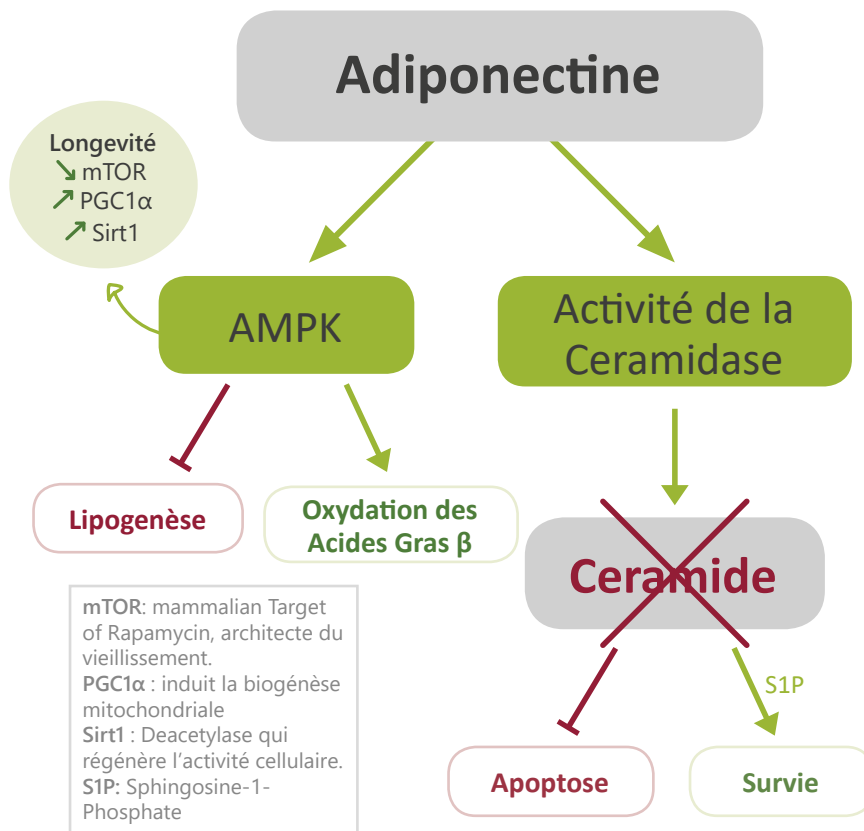 Adiponectine
Longevité
↘ mTOR
↗ PGC1α
↗ Sirt1
AMPK
Activité de la
Ceramidase
Lipogenèse
Oxydation des
Acides Gras β
Ceramide
mTOR: mammalian Target
of Rapamycin, architecte du
vieillissement.
PGC1α : induit la biogénèse
mitochondriale
Sirt1 : Deacetylase qui
régénère l’activité cellulaire.
S1P: Sphingosine-1-
Phosphate
S1P
Apoptose
Survie